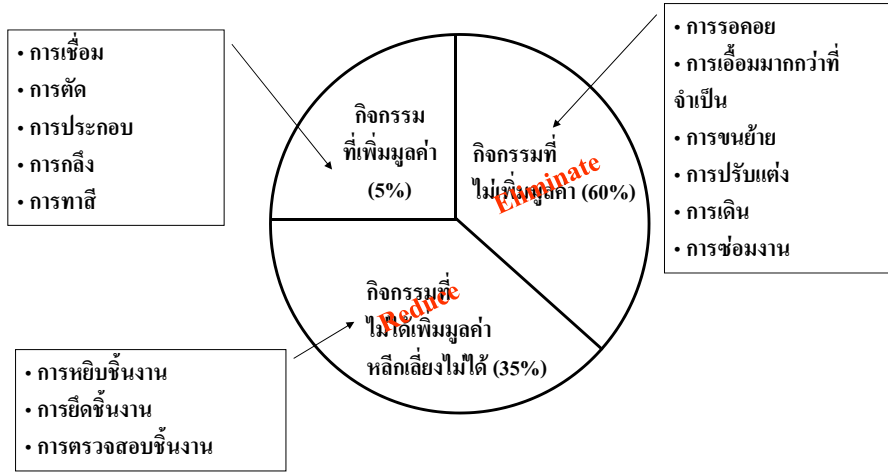 • การเชื่อม
• การตัด
• การประกอบ
• การกลึง
• การทาสี
กิจกรรม
ที่เพิ่มมูลค่า
(5%)
กิจกรรมที่
ไม่เพิ่มมูลค่า (60%)
Eliminate
• การรอคอย
• การเอื้อมมากกว่าที่
จำเป็น
• การขนย้าย
• การปรับแต่ง
• การเดิน
• การซ่อมงาน
กิจกรรมที่
ไม่ได้เพิ่มมูลค่า
หลีกเลี่ยงไม่ได้ (35%)
Reduce
• การหยิบชิ้นงาน
• การยึดชิ้นงาน
• การตรวจสอบชิ้นงาน